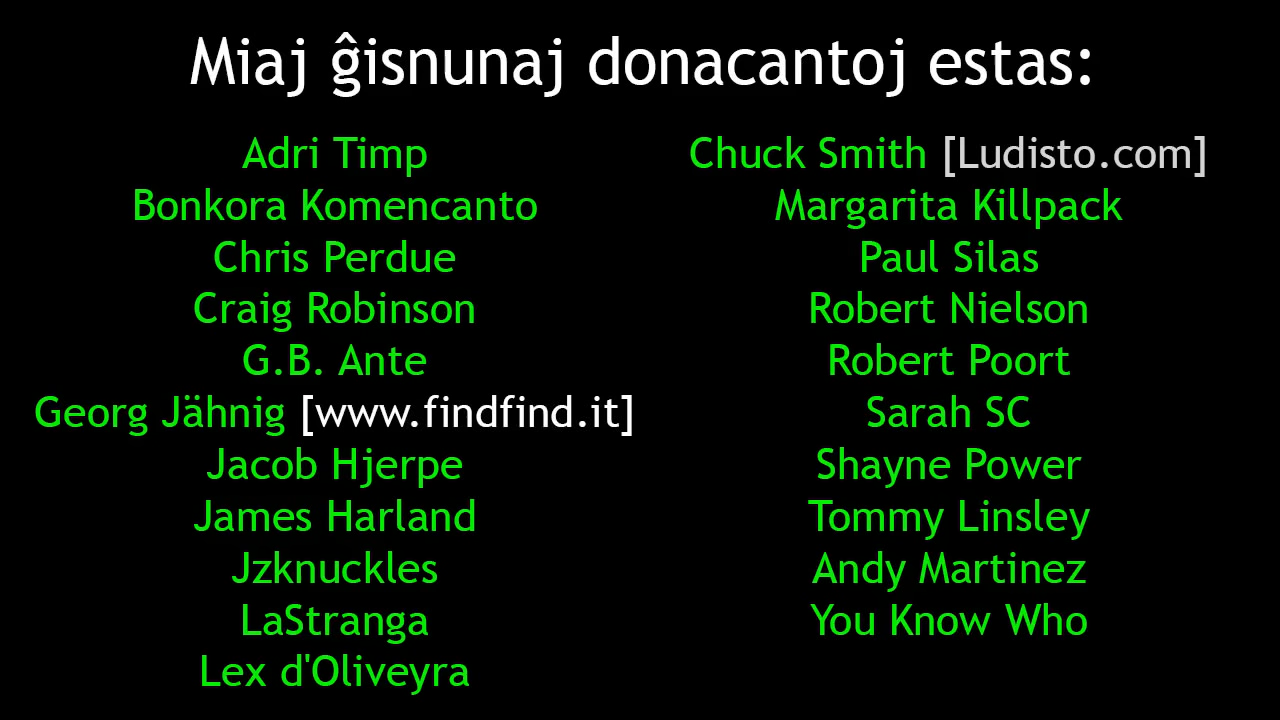 Miaj ĝisnunaj donacantoj estas:
Adri Timp
Bonkora Komencanto
Chris Perdue
Craig Robinson
G.B. Ante
Georg Jähnig [www.findfind.it]
Jacob Hjerpe
James Harland
Jzknuckles
LaStranga
Lex d'Oliveyra
Chuck Smith [Ludisto.com]
Margarita Killpack
Paul Silas
Robert Nielson
Robert Poort
Sarah SC
Shayne Power
Tommy Linsley
Andy Martinez
You Know Who